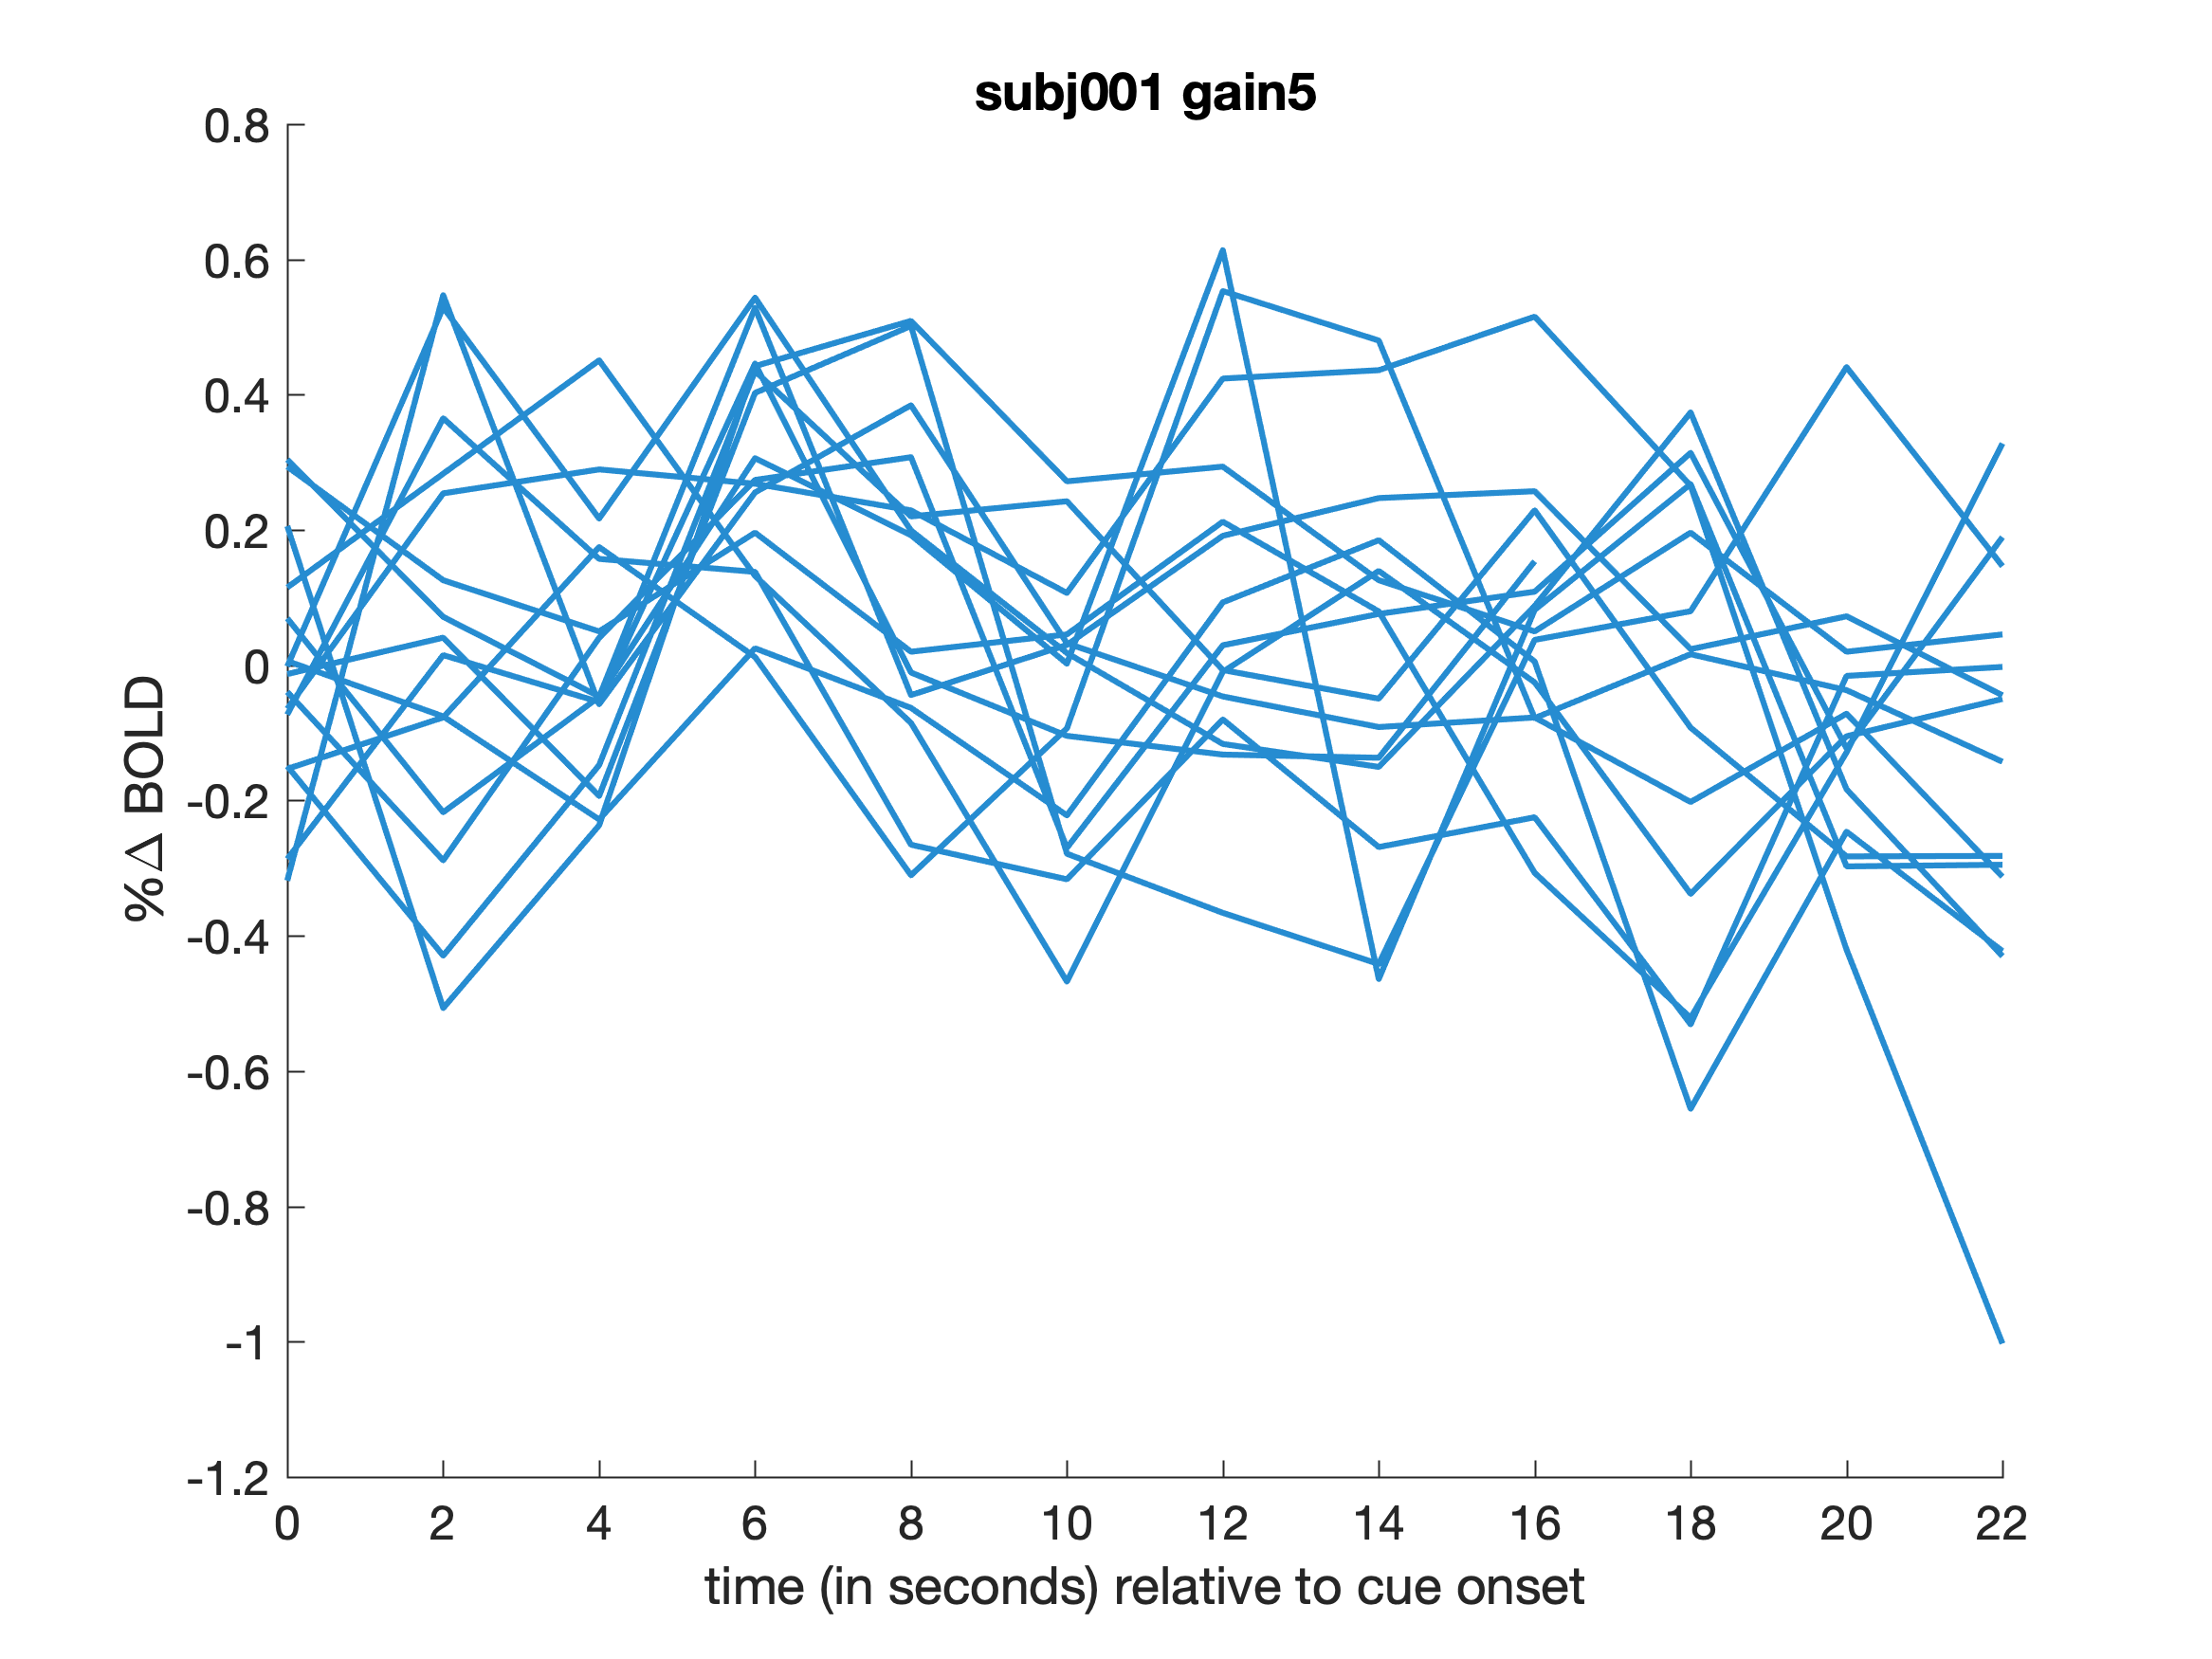 subj001 gain5
0.8
0.6
0.4
0.2
0
-0.2
-0.4
-0.6
-0.8
-1
-1.2
%Δ BOLD
0 2 4 6 8 10 12 14 16 18 20 22
time (in seconds) relative to cue onset